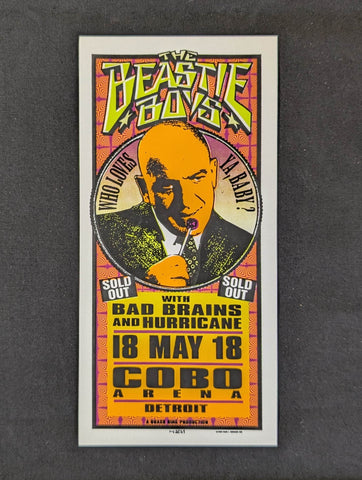 THE
BEASTIE
BOYS
WHO LOVES
YA BABY?
SOLD
OUT
SOLD
OUT
WITH
BAD BRAINS
AND HURRICANE
18 MAY 18
COBO
ARENA
DETROIT